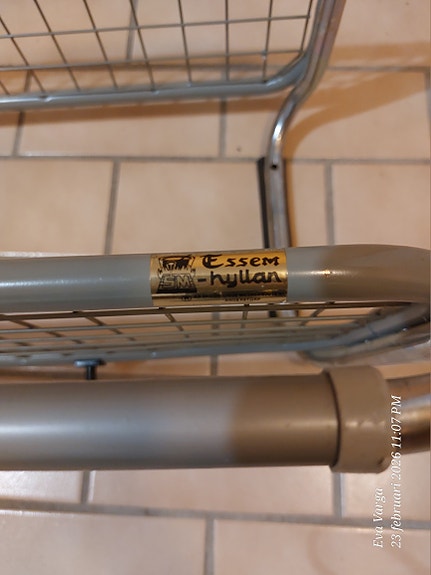 Essem
SM -hyllan
Eva Varga
23 februari 2026 11:07 PM